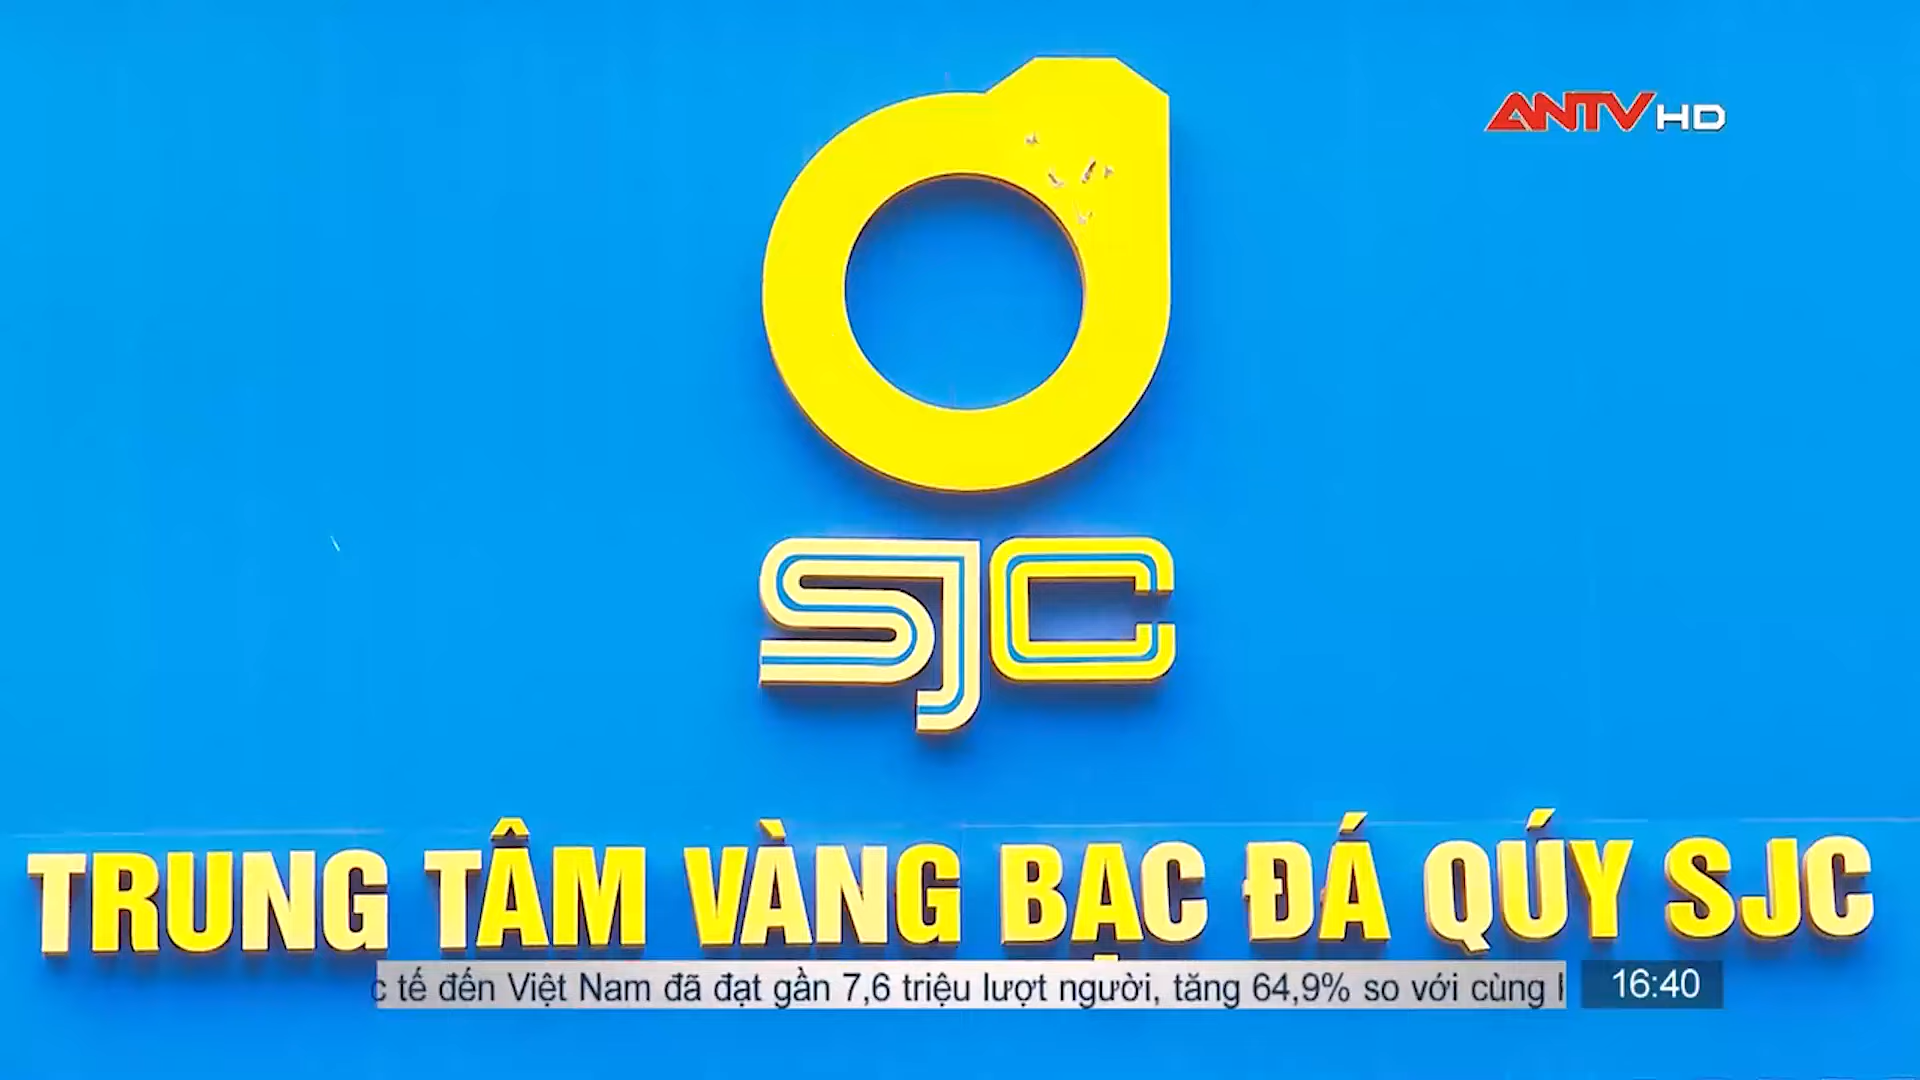 ANTV HD
SJC
TRUNG TÂM VÀNG BẠC ĐÁ QÚY SJC
tế đến Việt Nam đã đạt gần 7,6 triệu lượt người, tăng 64,9% so với cùng
16:40